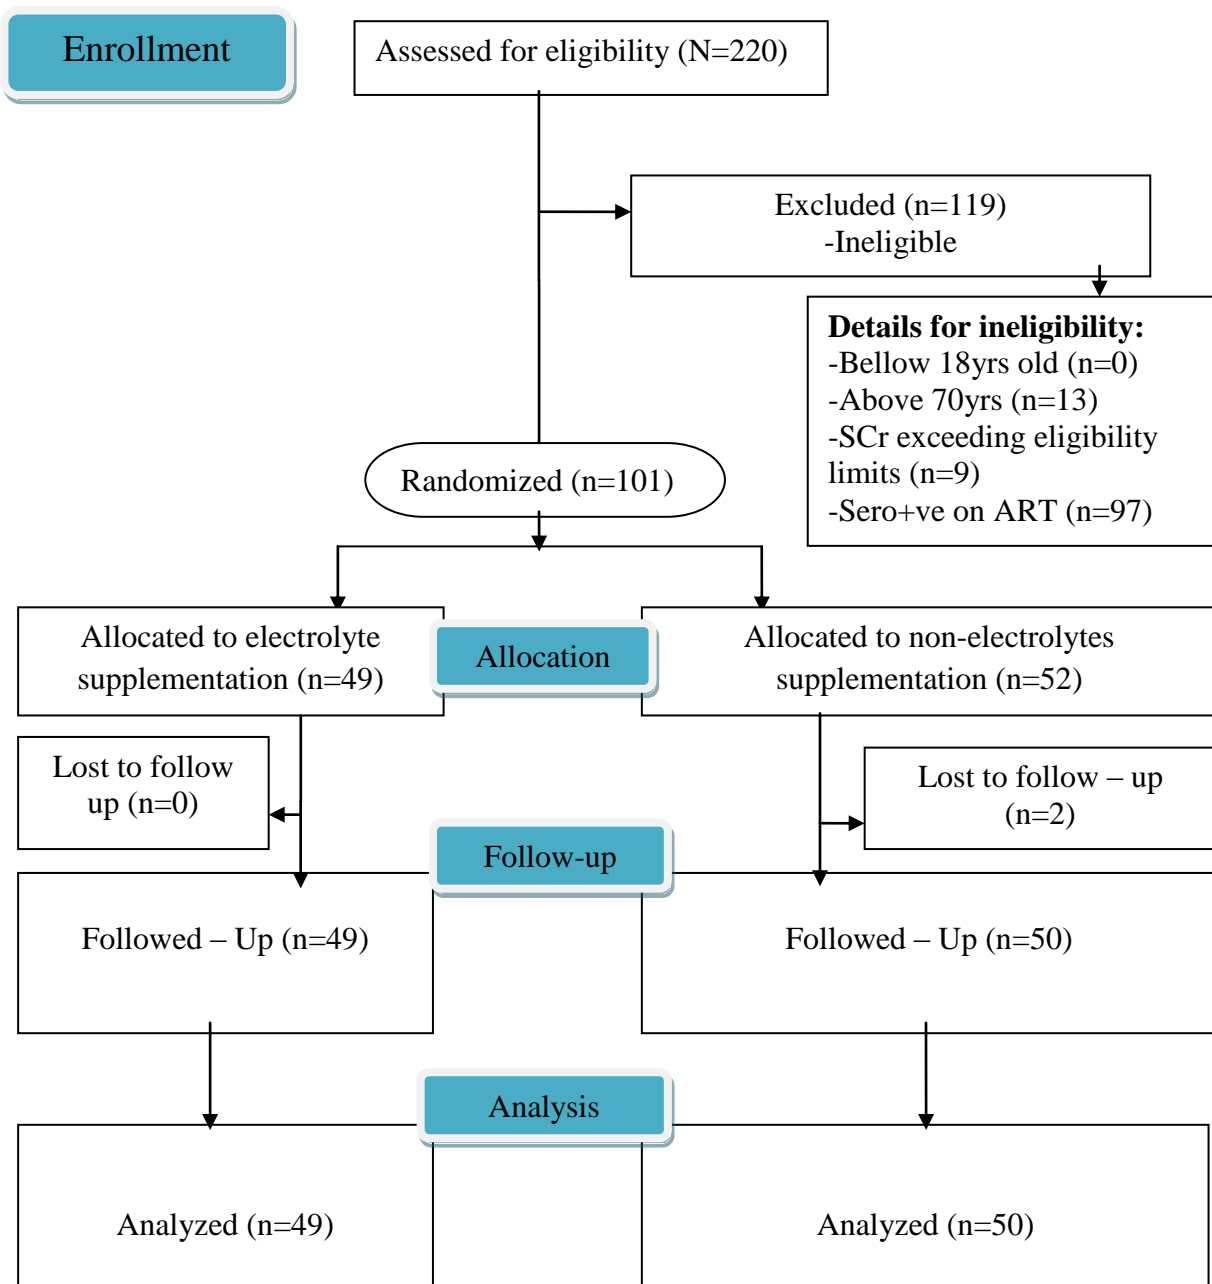 Enrollment
Assessed for eligibility (N=220)
Excluded (n=119)
-Ineligible
Details for ineligibility:
-Bellow 18yrs old (n=0)
-Above 70yrs (n=13)
-SCr exceeding eligibility
limits (n=9)
-Sero+ve on ART (n=97)
Randomized (n=101)
Allocated to electrolyte
supplementation (n=49)
Allocation
Allocated to non-electrolytes
supplementation (n=52)
Lost to follow
up (n=0)
Lost to follow – up
(n=2)
Follow-up
Followed – Up (n=49)
Followed – Up (n=50)
Analysis
Analyzed (n=49)
Analyzed (n=50)